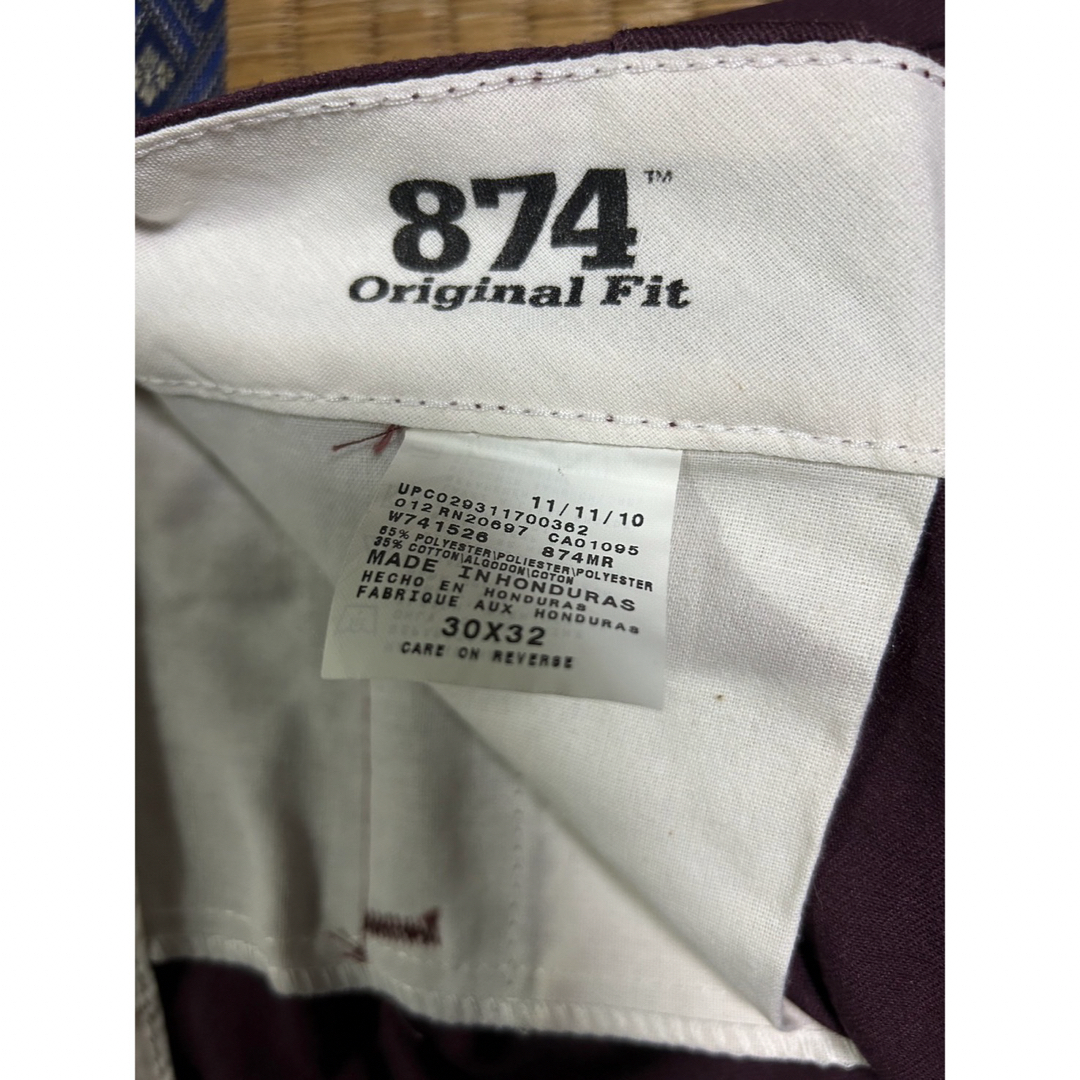 874™
Original Fit
11/11/10
UPC029311700362
012 RN20697 CA01095
W741526 874MR
65% POLYESTER\POLIESTER\POLYESTER
35% COTTON\ALGODON\COTON
MADE IN HONDURAS
HECHO EN HONDURAS
FABRIQUE AUX HONDURAS
30X32
CARE ON REVERSE